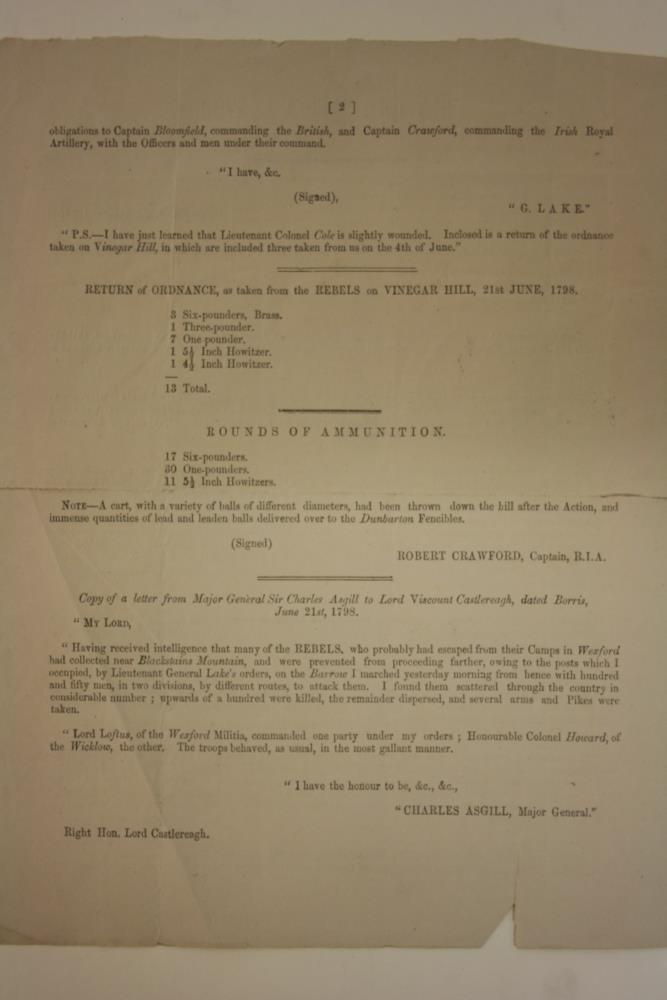 [ 2 ]
obligations to Captain Bloomfield, commanding the British, and Captain Crawford, commanding the Irish Royal
Artillery, with the Officers and men under their command.
"I have, &c.
(Signed),
" G. LAKE."
" P.S.—I have just learned that Lieutenant Colonel Cole is slightly wounded. Inclosed is a return of the ordnance
taken on Vinegar Hill, in which are included three taken from us on the 4th of June."
RETURN of ORDNANCE, as taken from the REBELS on VINEGAR HILL, 21st JUNE, 1798.
3 Six-pounders, Brass.
1 Three-pounder.
7 One pounder.
1 5½ Inch Howitzer.
1 4½ Inch Howitzer.
13 Total.
ROUNDS OF AMMUNITION.
17 Six-pounders.
30 One-pounders.
11 5½ Inch Howitzers.
NOTE—A cart, with a variety of balls of different diameters, had been thrown down the hill after the Action, and
immense quantities of lead and leaden balls delivered over to the Dunbarton Fencibles.
(Signed)
ROBERT CRAWFORD, Captain, R.I.A.
Copy of a letter from Major General Sir Charles Asgill to Lord Viscount Castlereagh, dated Borris,
June 21st, 1798.
" MY LORD,
" Having received intelligence that many of the REBELS, who probably had escaped from their Camps in Wexford
had collected near Blackstains Mountain, and were prevented from proceeding farther, owing to the posts which I
occupied, by Lieutenant General Lake's orders, on the Barrow I marched yesterday morning from hence with hundred
and fifty men, in two divisions, by different routes, to attack them. I found them scattered through the country in
considerable number ; upwards of a hundred were killed, the remainder dispersed, and several arms and Pikes were
taken.
" Lord Loftus, of the Wexford Militia, commanded one party under my orders ; Honourable Colonel Howard, of
the Wicklow, the other. The troops behaved, as usual, in the most gallant manner.
" I have the honour to be, &c., &c.,
"CHARLES ASGILL, Major General."
Right Hon. Lord Castlereagh.